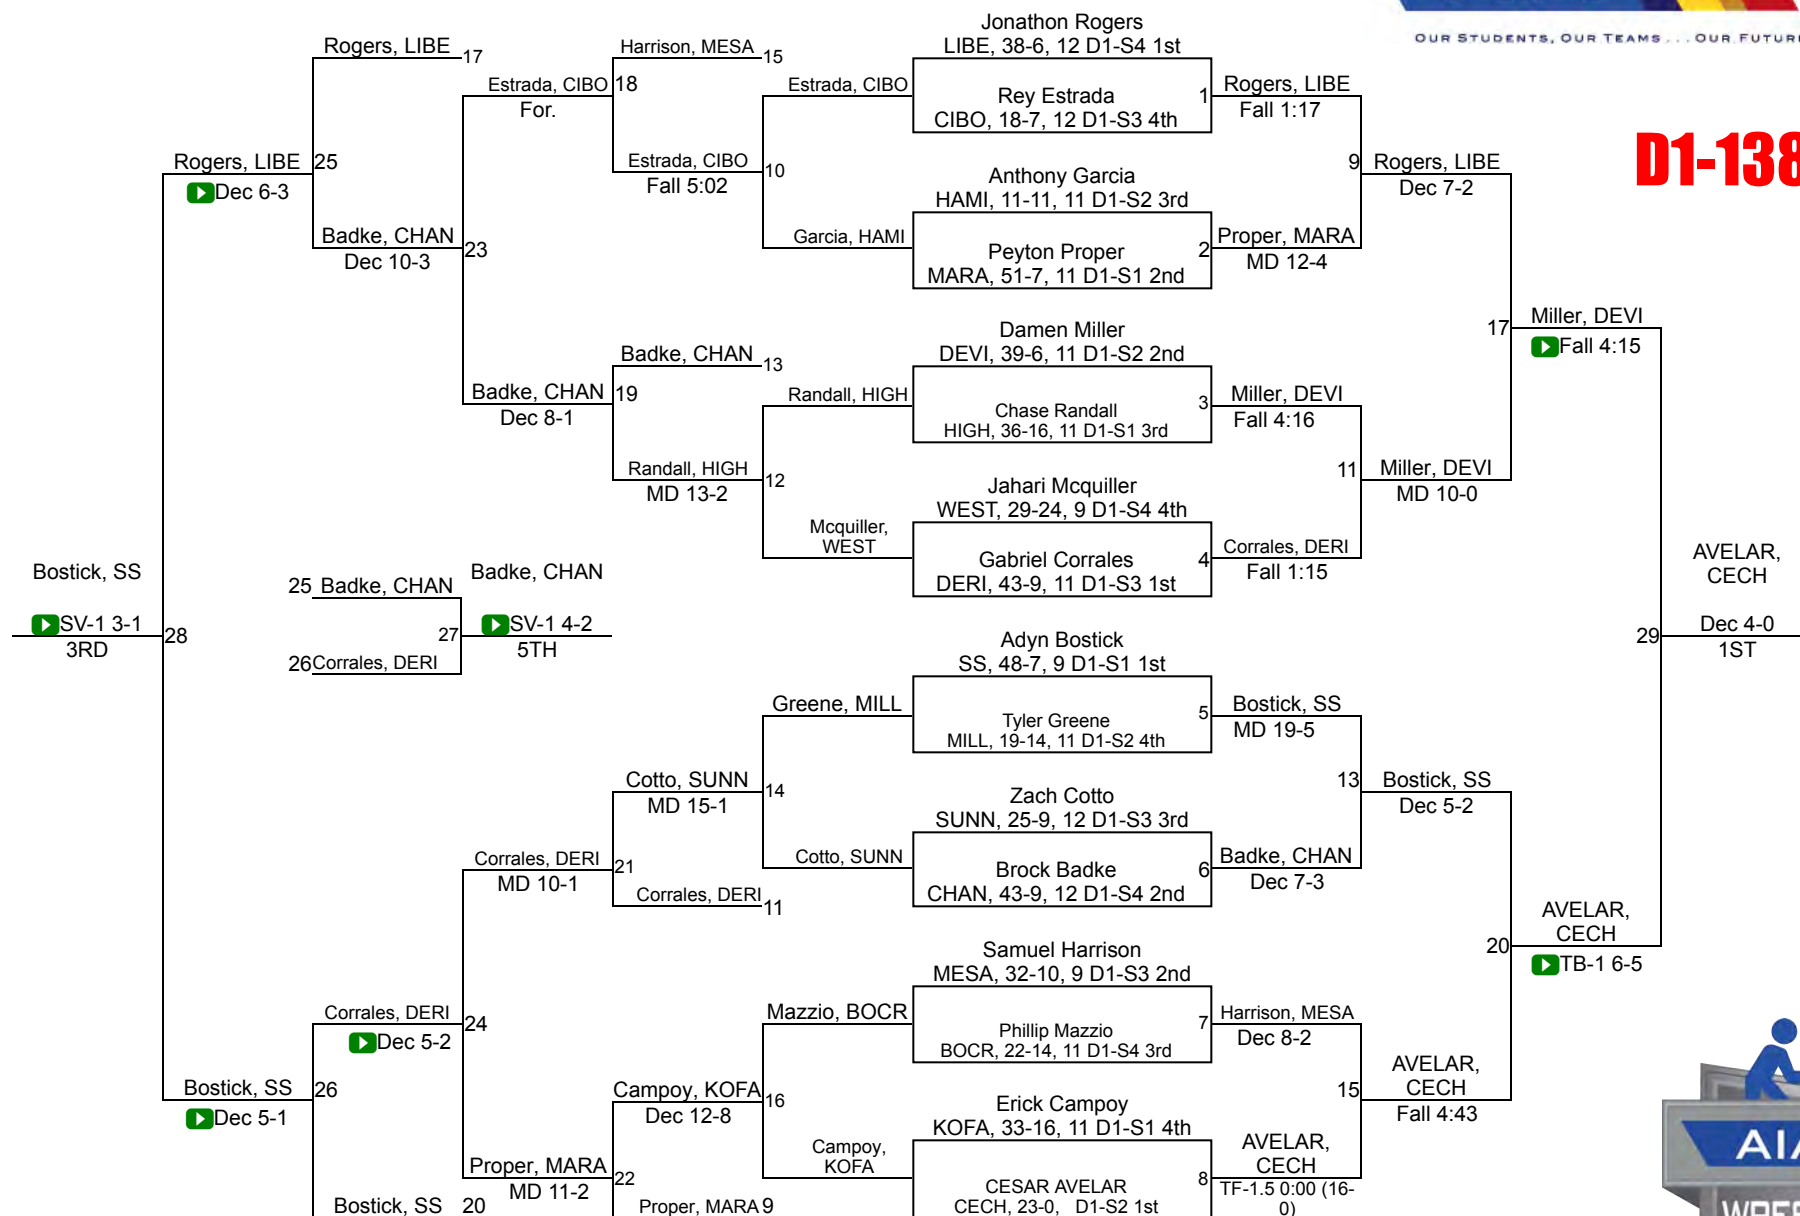 OUR STUDENTS, OUR TEAMS . . . OUR FUTURE
D1-138
Rogers, LIBE 17
Estrada, CIBO 18
For.
Harrison, MESA 15
Estrada, CIBO
Jonathon Rogers
LIBE, 38-6, 12 D1-S4 1st
Rey Estrada 1
CIBO, 18-7, 12 D1-S3 4th
Rogers, LIBE
Fall 1:17
Rogers, LIBE 25
Dec 6-3
Estrada, CIBO 10
Fall 5:02
Anthony Garcia
HAMI, 11-11, 11 D1-S2 3rd
9 Rogers, LIBE
Dec 7-2
Badke, CHAN 23
Dec 10-3
Garcia, HAMI
Peyton Proper 2
MARA, 51-7, 11 D1-S1 2nd
Proper, MARA
MD 12-4
Damen Miller
DEVI, 39-6, 11 D1-S2 2nd
17 Miller, DEVI
Fall 4:15
Badke, CHAN 13
Badke, CHAN 19
Dec 8-1
Randall, HIGH
Chase Randall 3
HIGH, 36-16, 11 D1-S1 3rd
Miller, DEVI
Fall 4:16
Randall, HIGH 12
MD 13-2
Jahari Mcquiller
WEST, 29-24, 9 D1-S4 4th
11 Miller, DEVI
MD 10-0
Mcquiller,
WEST
Gabriel Corrales 4
DERI, 43-9, 11 D1-S3 1st
Corrales, DERI
Fall 1:15
Bostick, SS
SV-1 3-1 28
3RD
25 Badke, CHAN
26 Corrales, DERI
27
Badke, CHAN
SV-1 4-2
5TH
AVELAR,
CECH
29 Dec 4-0
1ST
Adyn Bostick
SS, 48-7, 9 D1-S1 1st
Greene, MILL
Tyler Greene 5
MILL, 19-14, 11 D1-S2 4th
Bostick, SS
MD 19-5
Cotto, SUNN 14
MD 15-1
Zach Cotto
SUNN, 25-9, 12 D1-S3 3rd
13 Bostick, SS
Dec 5-2
Corrales, DERI 21
MD 10-1
Corrales, DERI 11
Cotto, SUNN
Brock Badke 6
CHAN, 43-9, 12 D1-S4 2nd
Badke, CHAN
Dec 7-3
AVELAR,
CECH
20 TB-1 6-5
Samuel Harrison
MESA, 32-10, 9 D1-S3 2nd
Corrales, DERI 24
Dec 5-2
Mazzio, BOCR
Phillip Mazzio 7
BOCR, 22-14, 11 D1-S4 3rd
Harrison, MESA
Dec 8-2
Bostick, SS 26
Dec 5-1
Campoy, KOFA 16
Dec 12-8
Erick Campoy
KOFA, 33-16, 11 D1-S1 4th
AVELAR,
CECH
15 Fall 4:43
Proper, MARA 22
MD 11-2
Campoy,
KOFA
CESAR AVELAR 8
CECH, 23-0, D1-S2 1st
AVELAR,
CECH
TF-1.5 0:00 (16-
0)
Bostick, SS 20
Proper, MARA 9
AIA
WRES